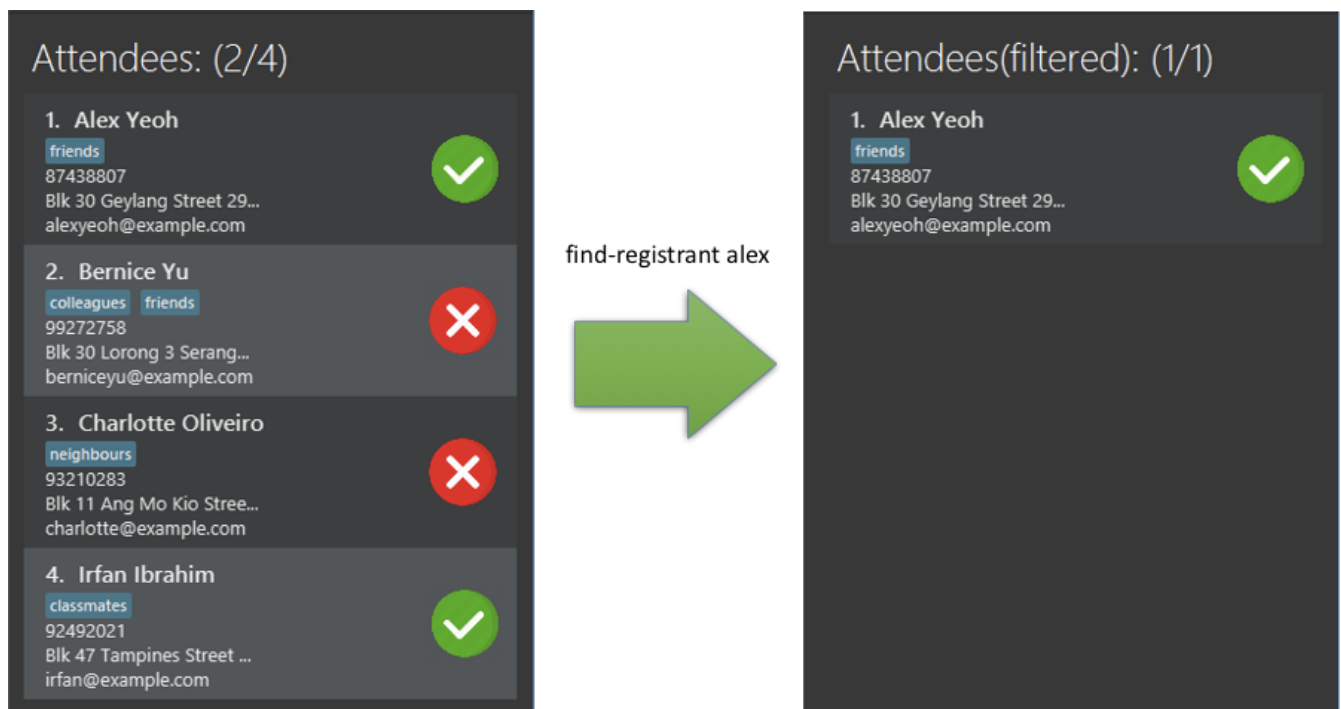 Attendees: (2/4)
1. Alex Yeoh
friends
87438807
Blk 30 Geylang Street 29...
alexyeoh@example.com
2. Bernice Yu
colleagues friends
99272758
Blk 30 Lorong 3 Serang...
berniceyu@example.com
3. Charlotte Oliveiro
neighbours
93210283
Blk 11 Ang Mo Kio Stree...
charlotte@example.com
4. Irfan Ibrahim
classmates
92492021
Blk 47 Tampines Street ...
irfan@example.com
find-registrant alex
Attendees(filtered): (1/1)
1. Alex Yeoh
friends
87438807
Blk 30 Geylang Street 29...
alexyeoh@example.com